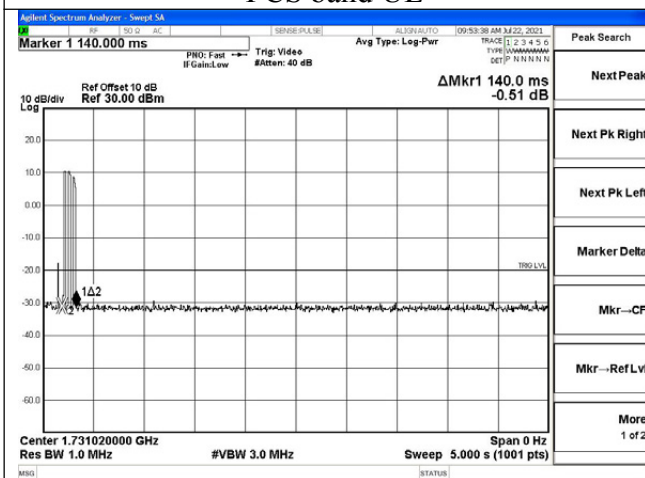 PCS band UL
Agilent Spectrum Analyzer - Swept SA
RF 50 Ω AC SENSE:PULSE ALIGN AUTO 09:53:38 AM Jul 22, 2021
Marker 1 140.000 ms
PNO: Fast Trig: Video
IFGain:Low #Atten: 40 dB
Avg Type: Log-Pwr
TRACE 1 2 3 4 5 6
TYPE
DET P N N N N N
Ref Offset 10 dB
ΔMkr1 140.0 ms
10 dB/div Ref 30.00 dBm
-0.51 dB
Log
20.0
10.0
0.00
-10.0
-20.0
TRIG LVL
1Δ2
-30.0
-40.0
-50.0
-60.0
Center 1.731020000 GHz Span 0 Hz
Res BW 1.0 MHz #VBW 3.0 MHz Sweep 5.000 s (1001 pts)
MSG STATUS
Peak Search
Next Peak
Next Pk Right
Next Pk Left
Marker Delta
Mkr→CF
Mkr→Ref Lvl
More
1 of 2